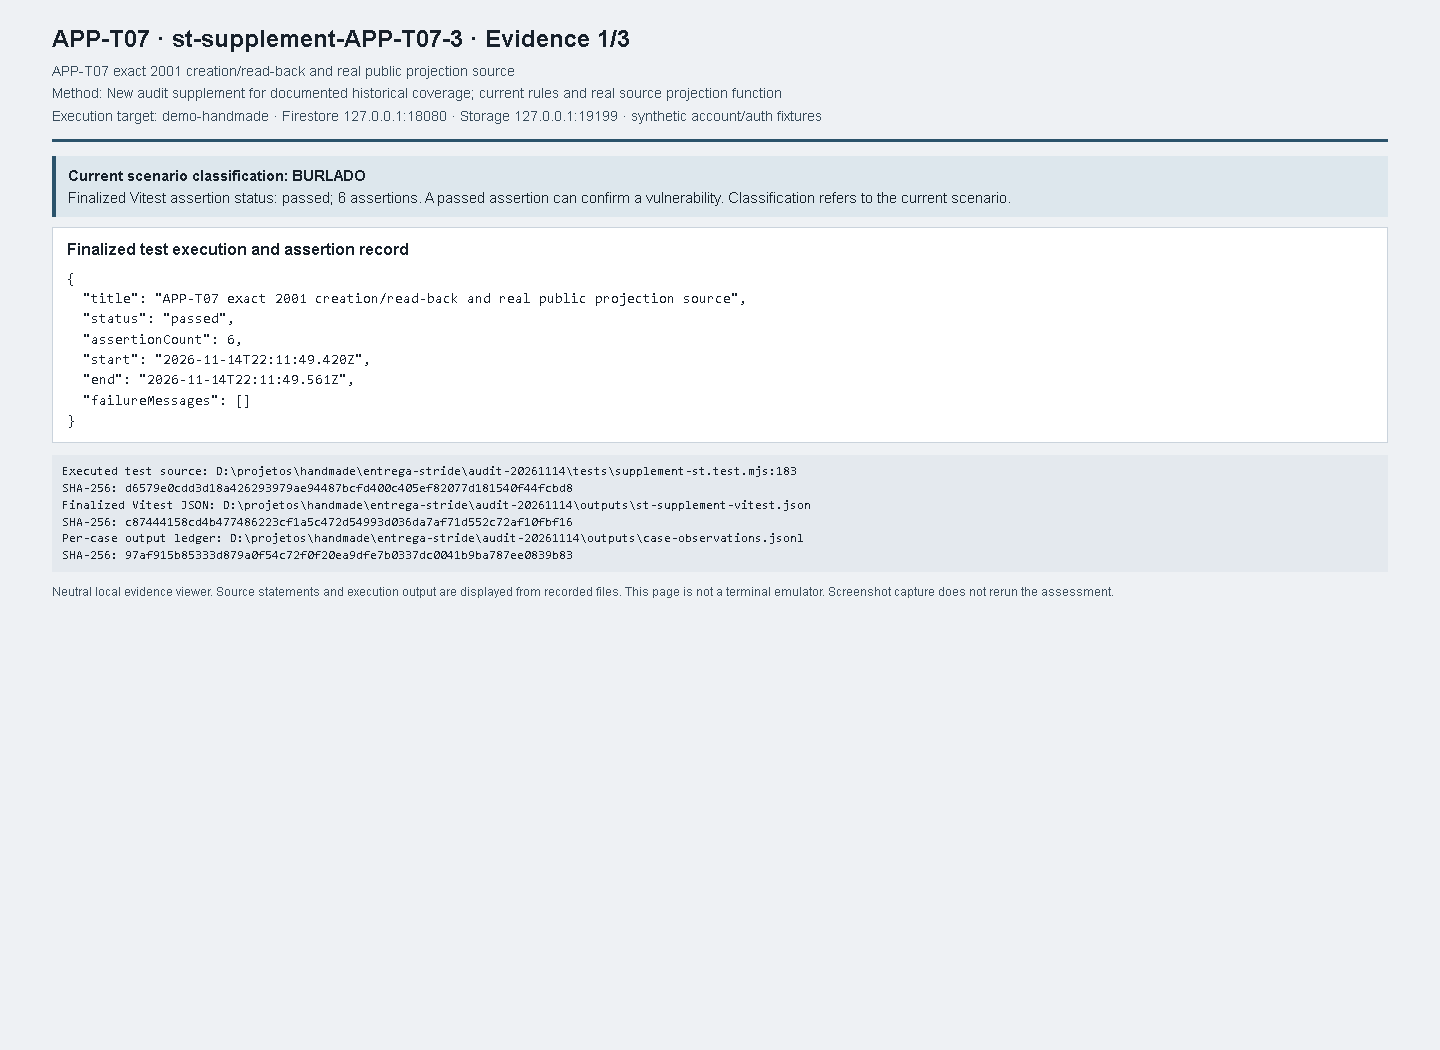 APP-T07 · st-supplement-APP-T07-3 · Evidence 1/3
APP-T07 exact 2001 creation/read-back and real public projection source
Method: New audit supplement for documented historical coverage; current rules and real source projection function
Execution target: demo-handmade · Firestore 127.0.0.1:18080 · Storage 127.0.0.1:19199 · synthetic account/auth fixtures
Current scenario classification: BURLADO
Finalized Vitest assertion status: passed; 6 assertions. A passed assertion can confirm a vulnerability. Classification refers to the current scenario.
Finalized test execution and assertion record
{
  "title": "APP-T07 exact 2001 creation/read-back and real public projection source",
  "status": "passed",
  "assertionCount": 6,
  "start": "2026-11-14T22:11:49.420Z",
  "end": "2026-11-14T22:11:49.561Z",
  "failureMessages": []
}
Executed test source: D:\projetos\handmade\entrega-stride\audit-20261114\tests\supplement-st.test.mjs:183
SHA-256: d6579e0cdd3d18a426293979ae94487bcfd400c405ef82077d181540f44fcbd8
Finalized Vitest JSON: D:\projetos\handmade\entrega-stride\audit-20261114\outputs\st-supplement-vitest.json
SHA-256: c87444158cd4b477486223cf1a5c472d54993d036da7af71d552c72af10fbf16
Per-case output ledger: D:\projetos\handmade\entrega-stride\audit-20261114\outputs\case-observations.jsonl
SHA-256: 97af915b85333d879a0f54c72f0f20ea9dfe7b0337dc0041b9ba787ee0839b83
Neutral local evidence viewer. Source statements and execution output are displayed from recorded files. This page is not a terminal emulator. Screenshot capture does not rerun the assessment.